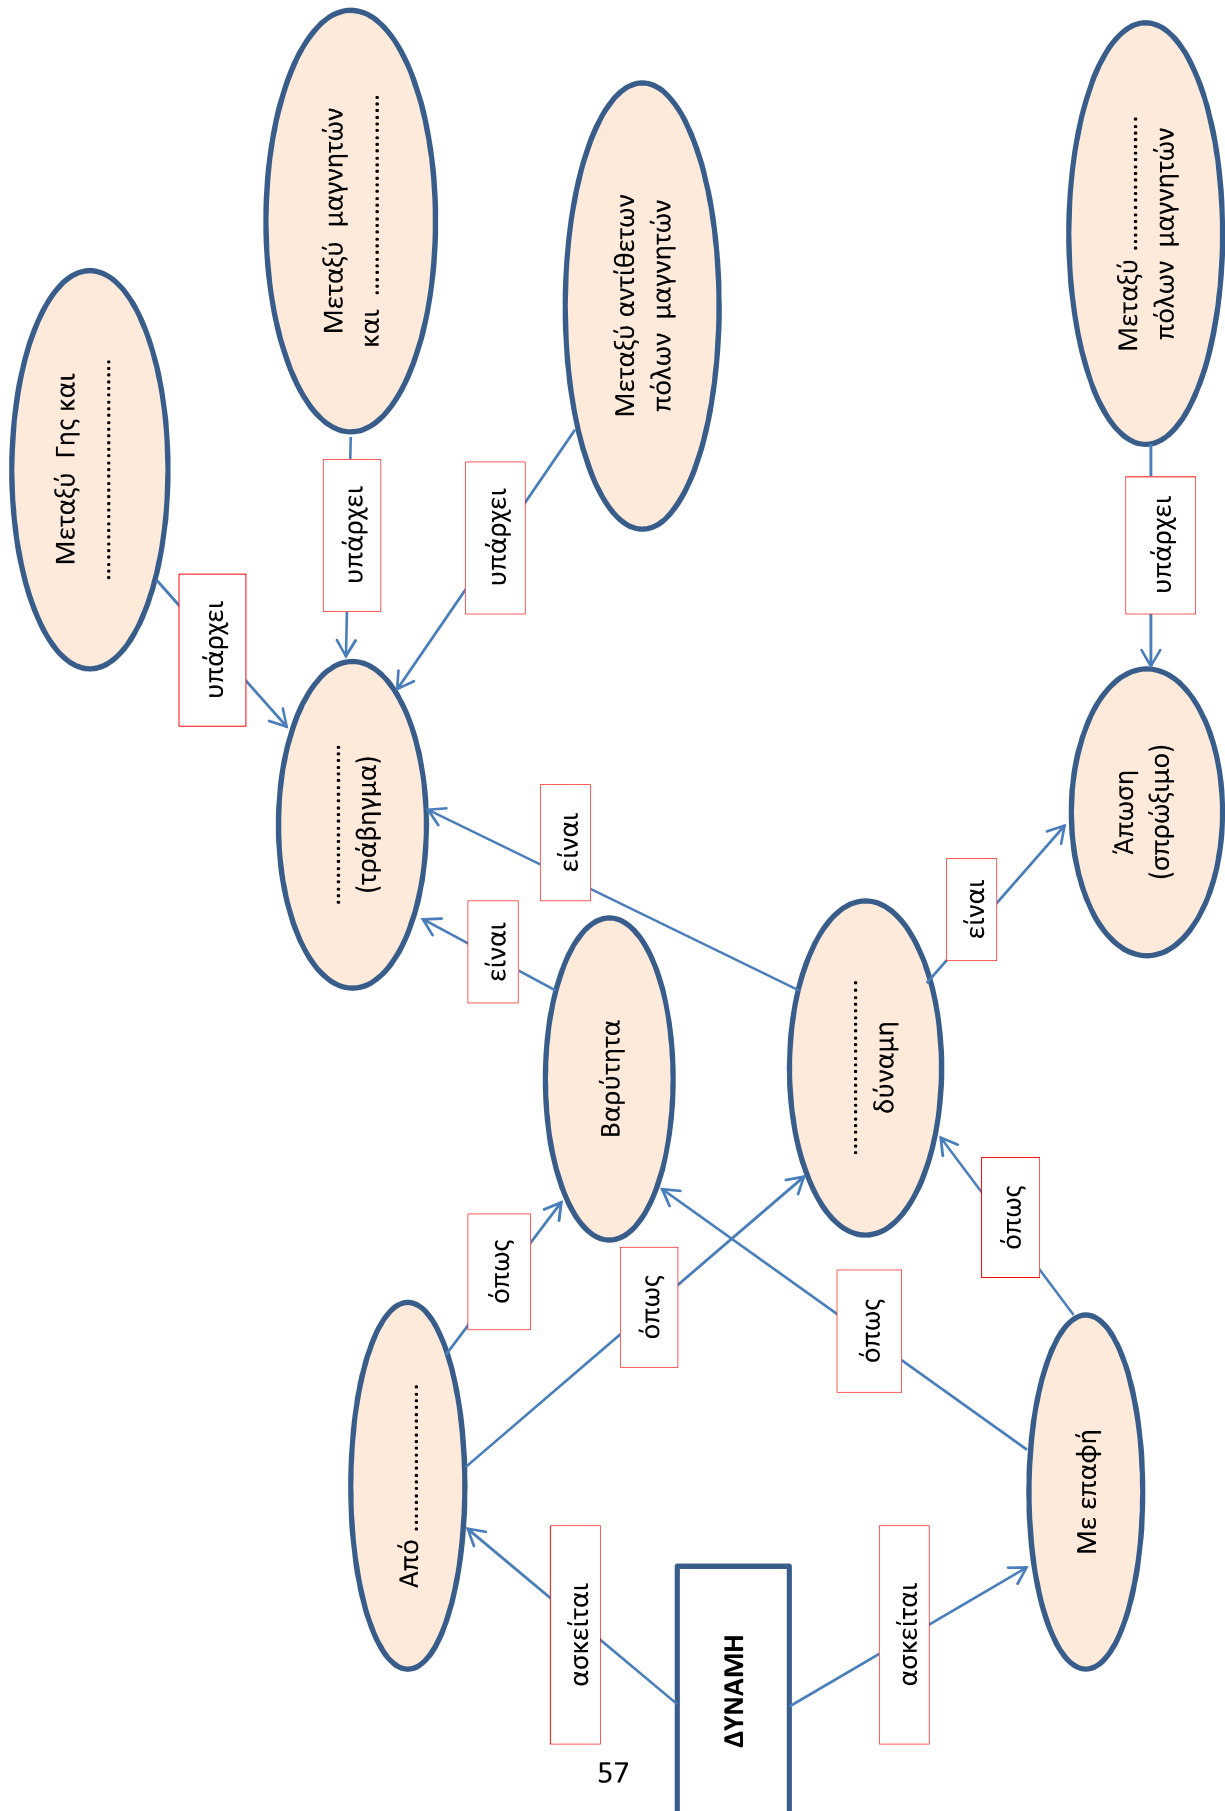 ΔΥΝΑΜΗ
ασκείται
ασκείται
Από ........................
Με επαφή
όπως
όπως
όπως
όπως
Βαρύτητα
.............................
δύναμη
είναι
είναι
είναι
..........................
(τράβηγμα)
Άπωση
(σπρώξιμο)
υπάρχει
υπάρχει
υπάρχει
υπάρχει
Μεταξύ Γης και
....................................
Μεταξύ μαγνητών
και .................................
Μεταξύ αντίθετων
πόλων μαγνητών
Μεταξύ ......................
πόλων μαγνητών
57